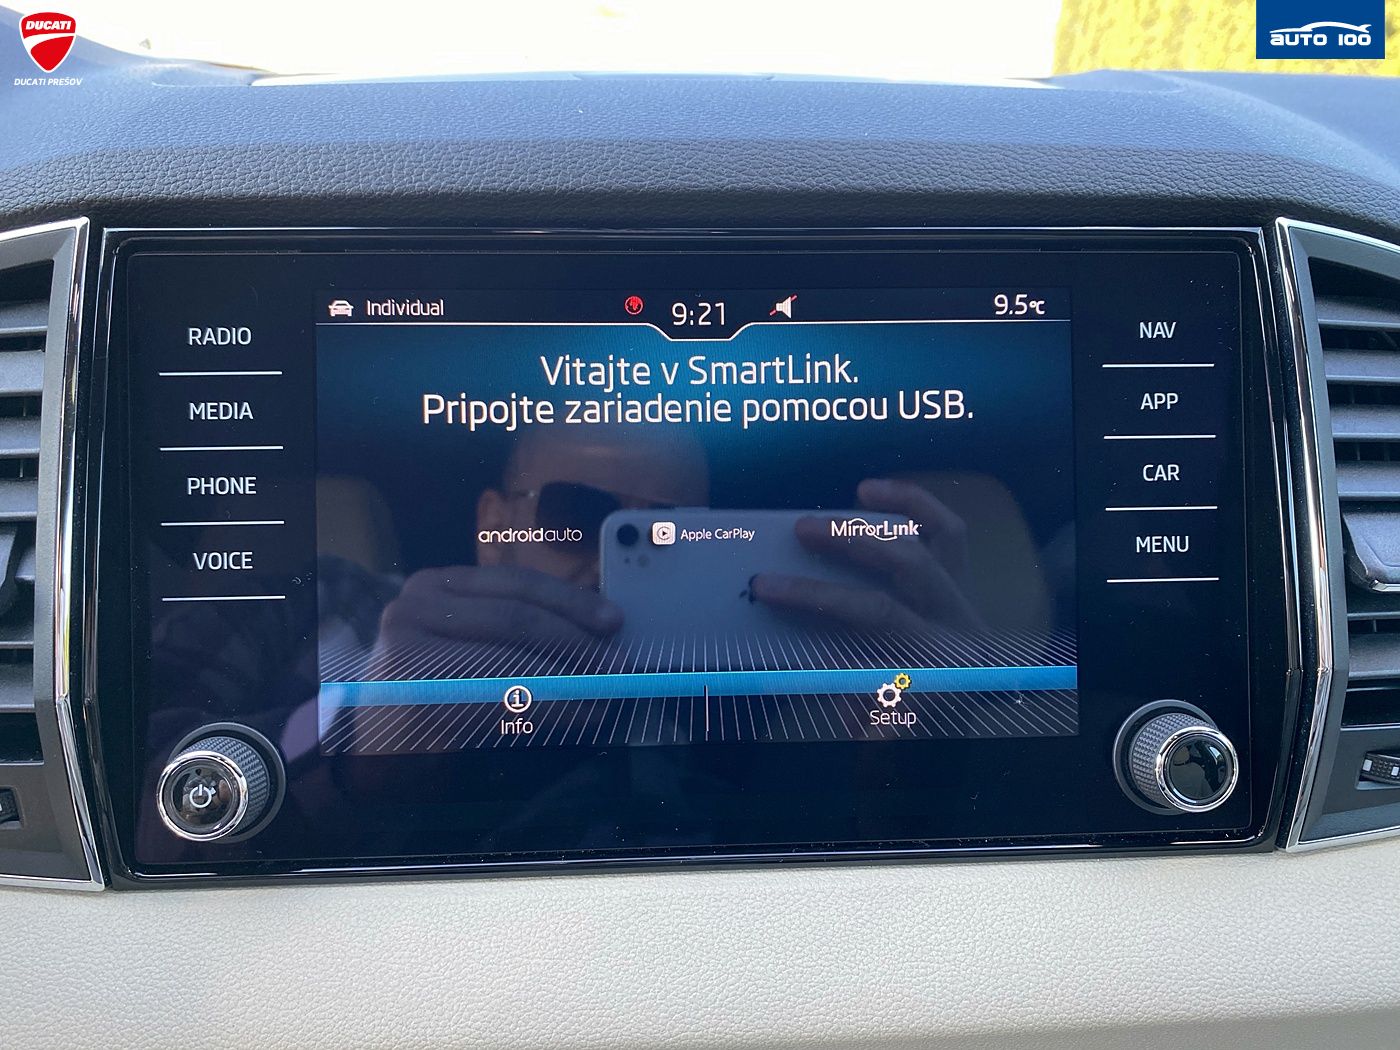 DUCATI
DUCATI PREŠOV
AUTO 100
Individual
9:21
9.5°C
RADIO
MEDIA
PHONE
VOICE
Vitajte v SmartLink.
Pripojte zariadenie pomocou USB.
androidauto
Apple CarPlay
MirrorLink
Info
Setup
NAV
APP
CAR
MENU